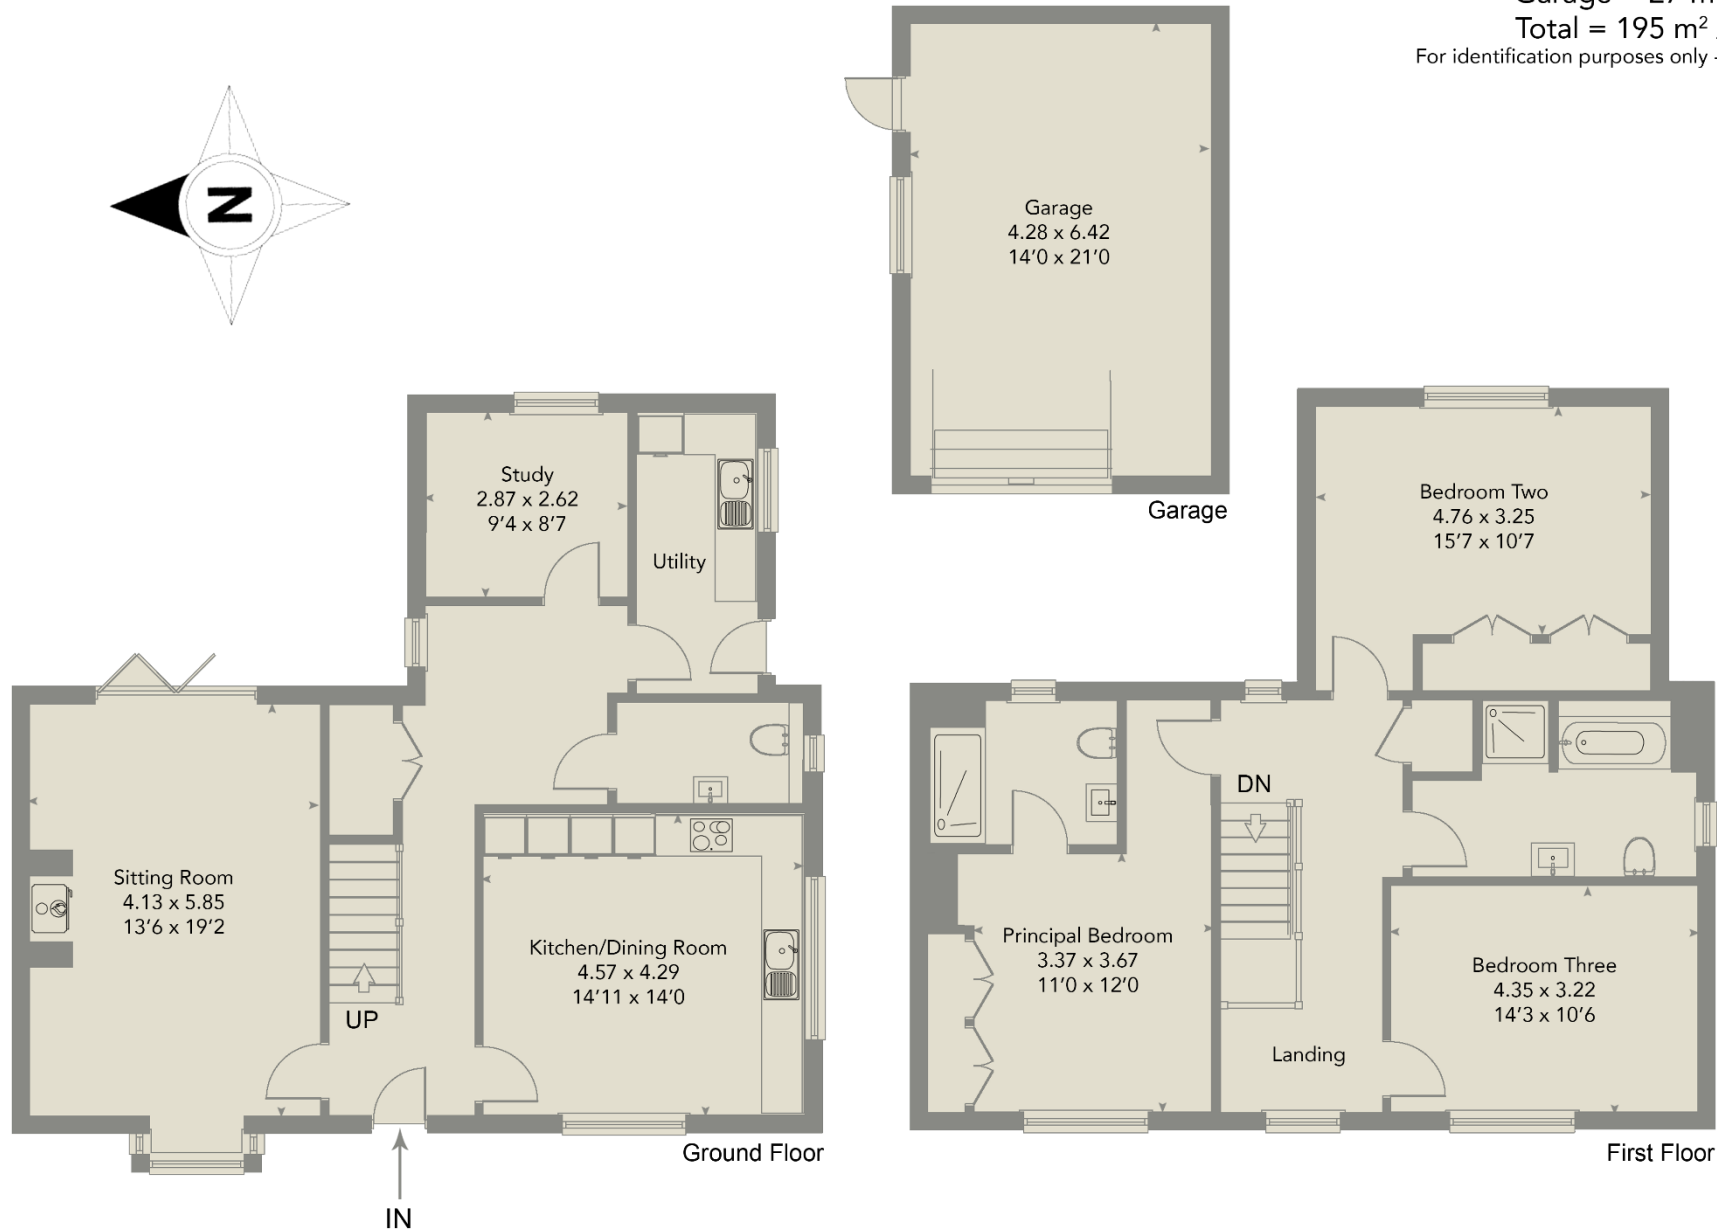 Total = 195 m²
For identification purposes only -
N
Garage
4.28 x 6.42
14'0 x 21'0
Garage
Study
2.87 x 2.62
9'4 x 8'7
Utility
Sitting Room
4.13 x 5.85
13'6 x 19'2
UP
Kitchen/Dining Room
4.57 x 4.29
14'11 x 14'0
Ground Floor
IN
Bedroom Two
4.76 x 3.25
15'7 x 10'7
DN
Principal Bedroom
3.37 x 3.67
11'0 x 12'0
Bedroom Three
4.35 x 3.22
14'3 x 10'6
Landing
First Floor